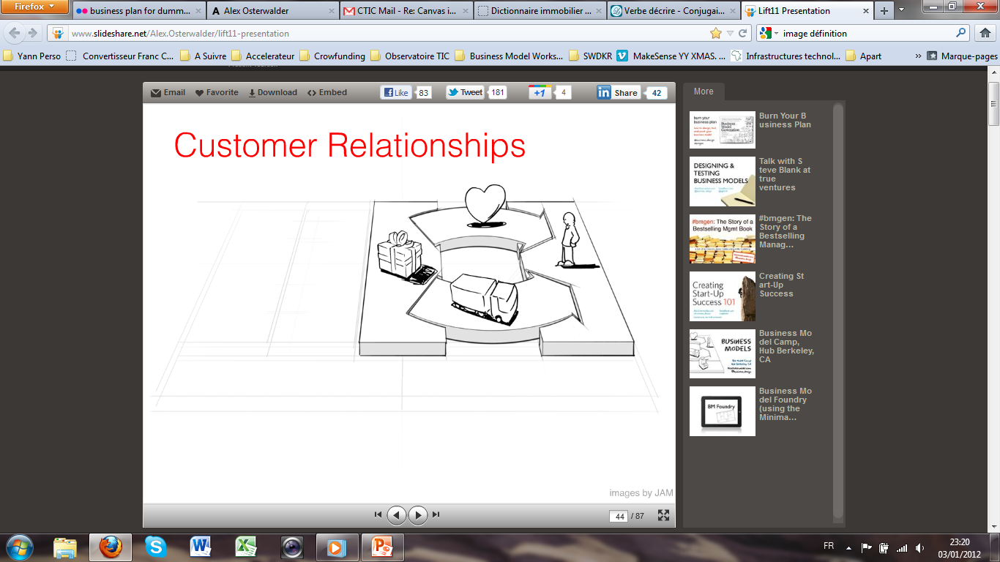 Firefox
business plan for dumm...
Alex Osterwalder
CTIC Mail - Re: Canvas i...
Dictionnaire immobilier ...
Verbe décrire - Conjugai...
Lift11 Presentation
www.slideshare.net/Alex.Osterwalder/lift11-presentation
image définition
Yann Perso
Convertisseur Franc C...
A Suivre
Accelerateur
Crowfunding
Observatoire TIC
Business Model Works...
SWDKR
MakeSense YY XMAS. ...
Infrastructures technol...
Apart
Marque-pages
Email
Favorite
Download
Embed
Like
83
Tweet
181
+1
4
in Share
42
More
Customer Relationships
images by JAM
44 / 87
burn your
business plan
Business
Model
Generation
Burn Your B
usiness Plan
DESIGNING &
TESTING
BUSINESS MODELS
Talk with S
teve Blank at
true
ventures
#bmgen: The Story of a
Bestselling Mgmt Book
#bmgen: The
Story of a
Bestselling
Manag...
Creating
Start-Up
Success 101
Creating St
art-Up
Success
BUSINESS
MODELS
Business Mo
del Camp,
Hub Berkeley,
CA
BM Foundry
Business Mo
del Foundry
(using the
Minima...
FR
23:20
03/01/2012